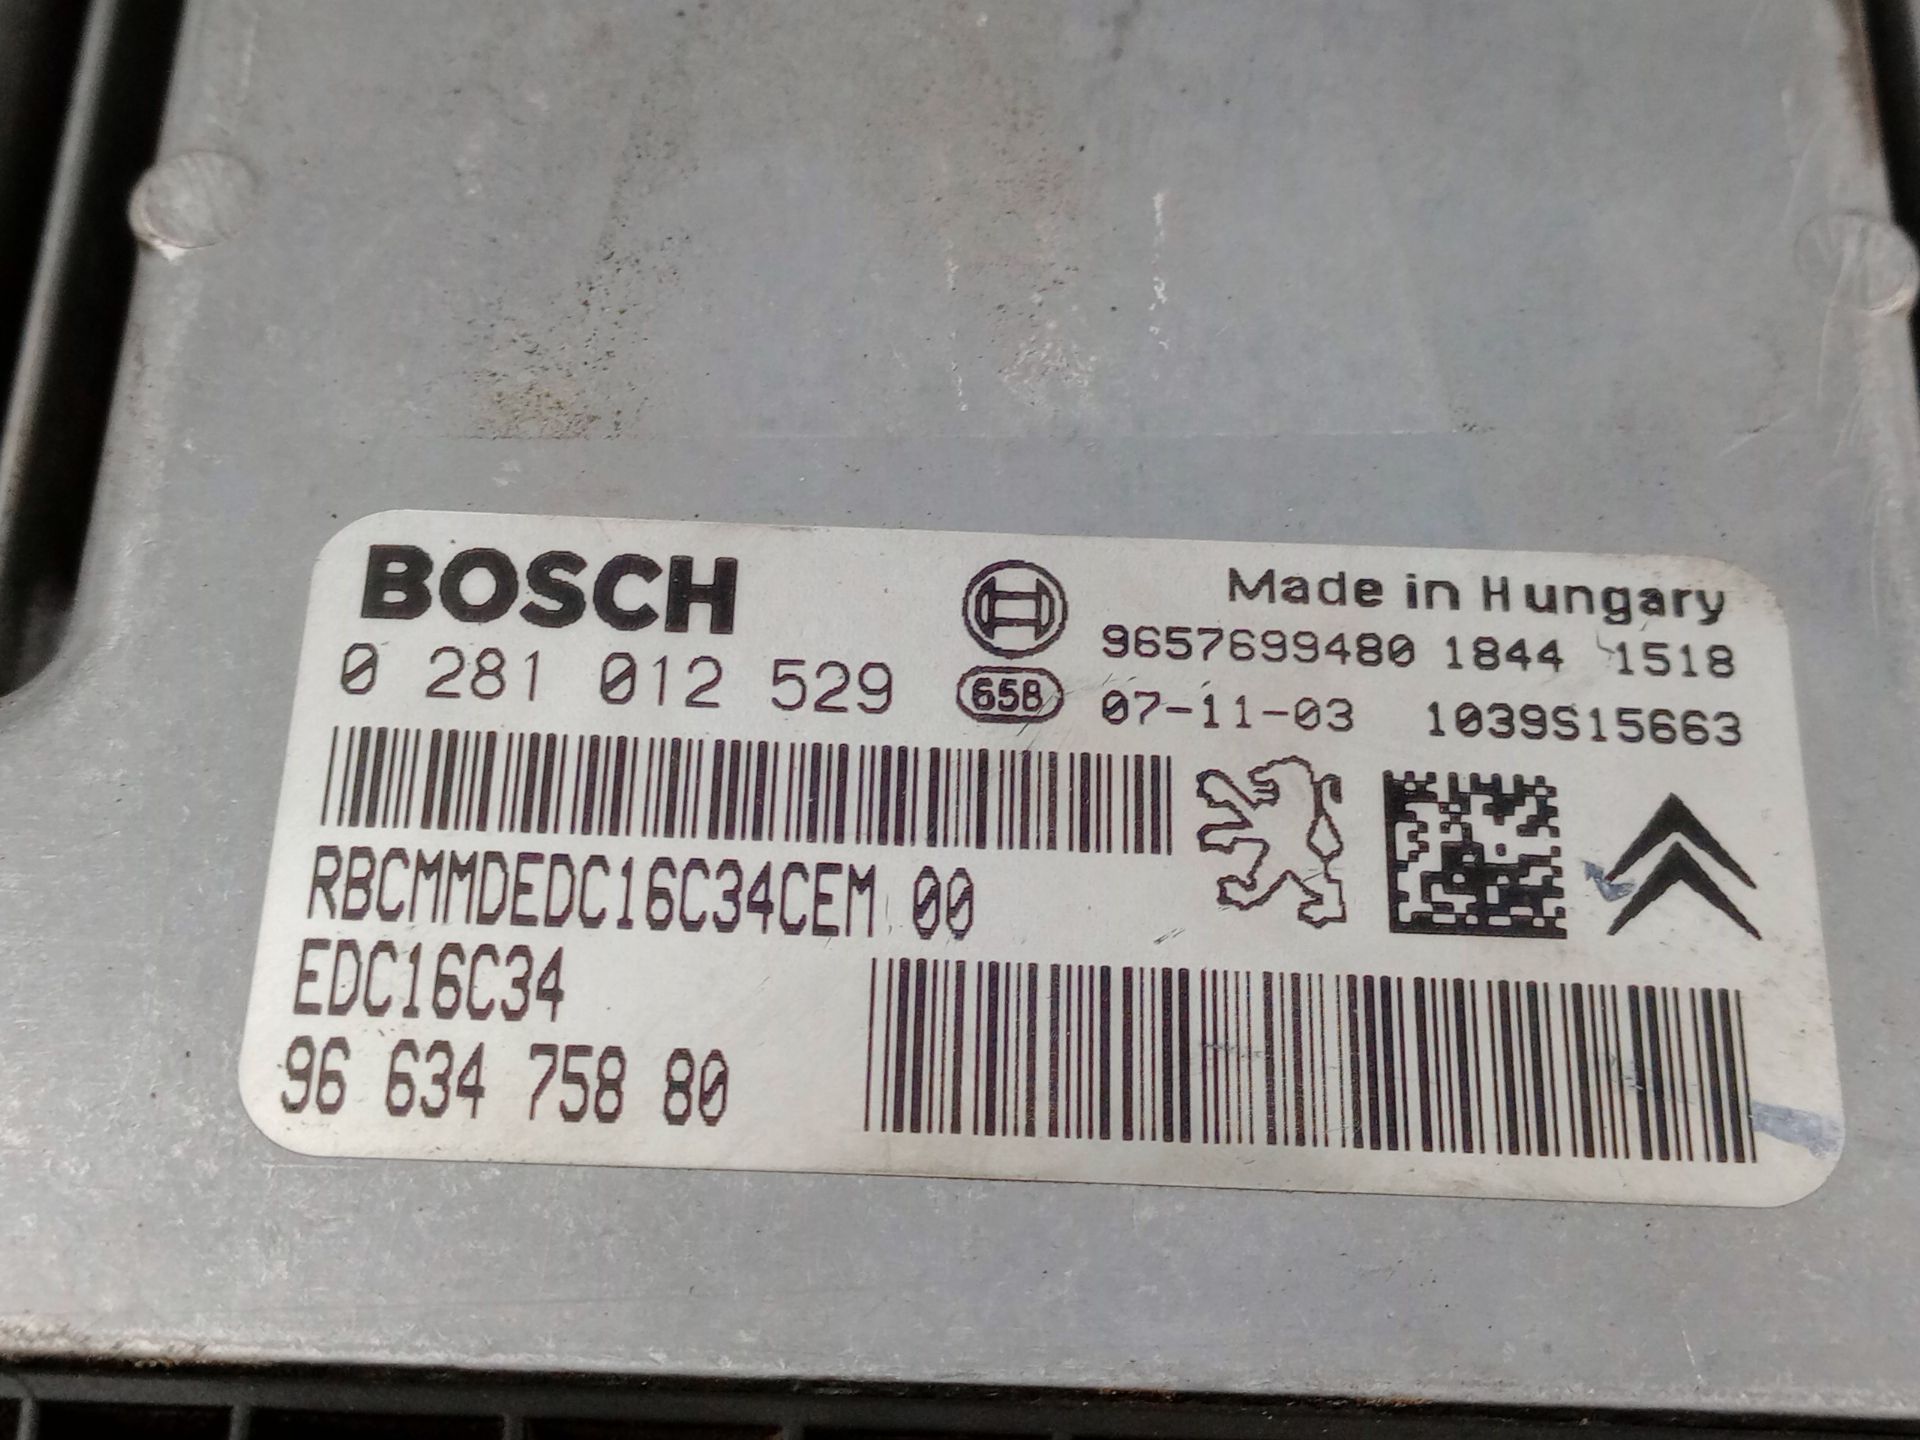 BOSCH
Made in Hungary
0 281 012 529
658
9657699480 1844 1518
07-11-03 1039S15663
RBCMMDEDC16C34CEM 00
EDC16C34
96 634 758 80